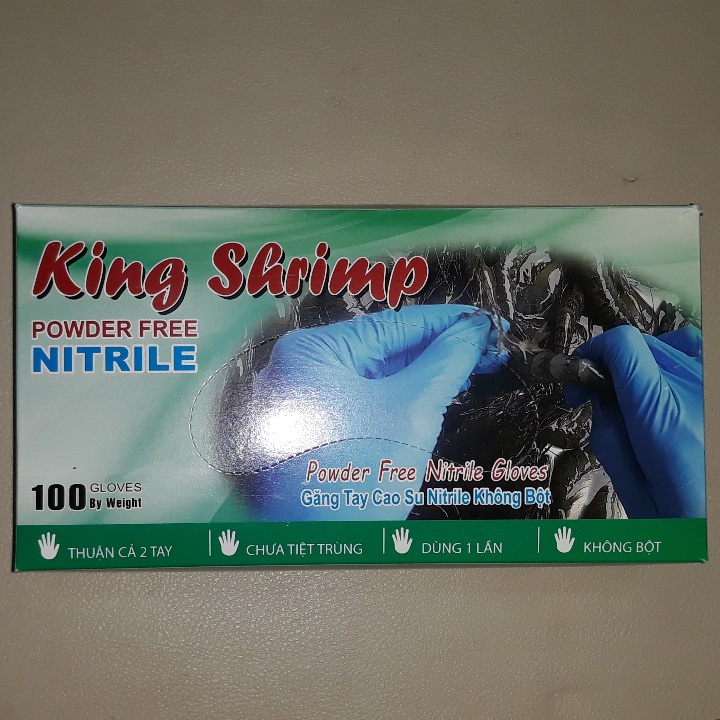 King Shrimp
POWDER FREE
NITRILE
100 GLOVES
By Weight
Powder Free Nitrile Gloves
Găng Tay Cao Su Nitrile Không Bột
THUẬN CẢ 2 TAY
CHƯA TIỆT TRÙNG
DÙNG 1 LẦN
KHÔNG BỘT